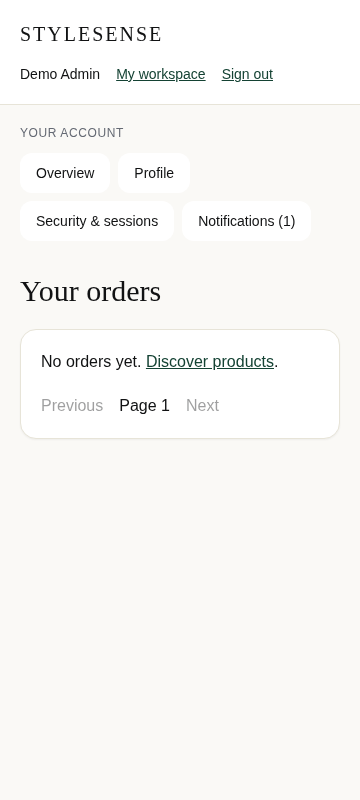 STYLESENSE
Demo Admin My workspace Sign out
YOUR ACCOUNT
Overview Profile
Security & sessions Notifications (1)
Your orders
No orders yet. Discover products.
Previous Page 1 Next